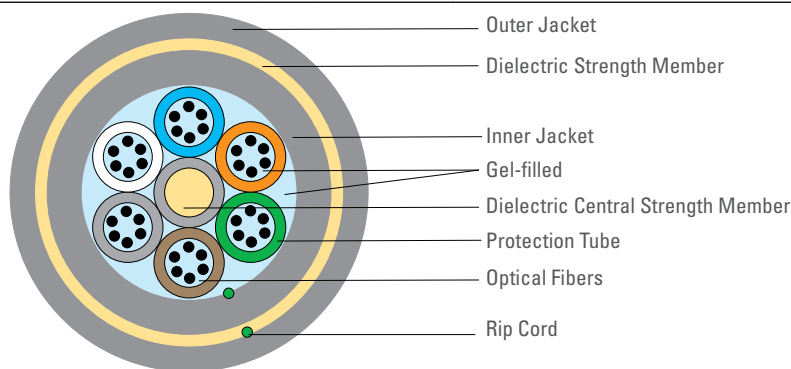 Outer Jacket
Dielectric Strength Member
Inner Jacket
Gel-filled
Dielectric Central Strength Member
Protection Tube
Optical Fibers
Rip Cord